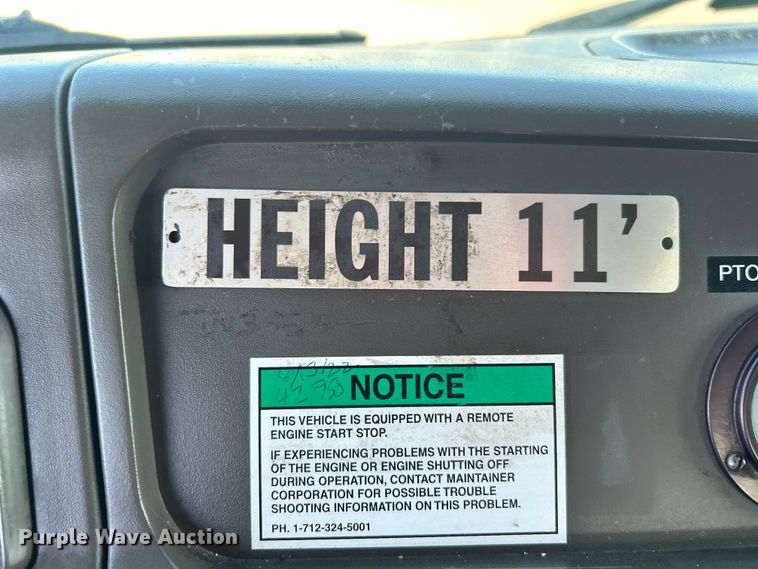 HEIGHT 11’
PTO
NOTICE
THIS VEHICLE IS EQUIPPED WITH A REMOTE
ENGINE START STOP.
IF EXPERIENCING PROBLEMS WITH THE STARTING
OF THE ENGINE OR ENGINE SHUTTING OFF
DURING OPERATION, CONTACT MAINTAINER
CORPORATION FOR POSSIBLE TROUBLE
SHOOTING INFORMATION ON THIS PROBLEM.
PH. 1-712-324-5001
Purple Wave Auction